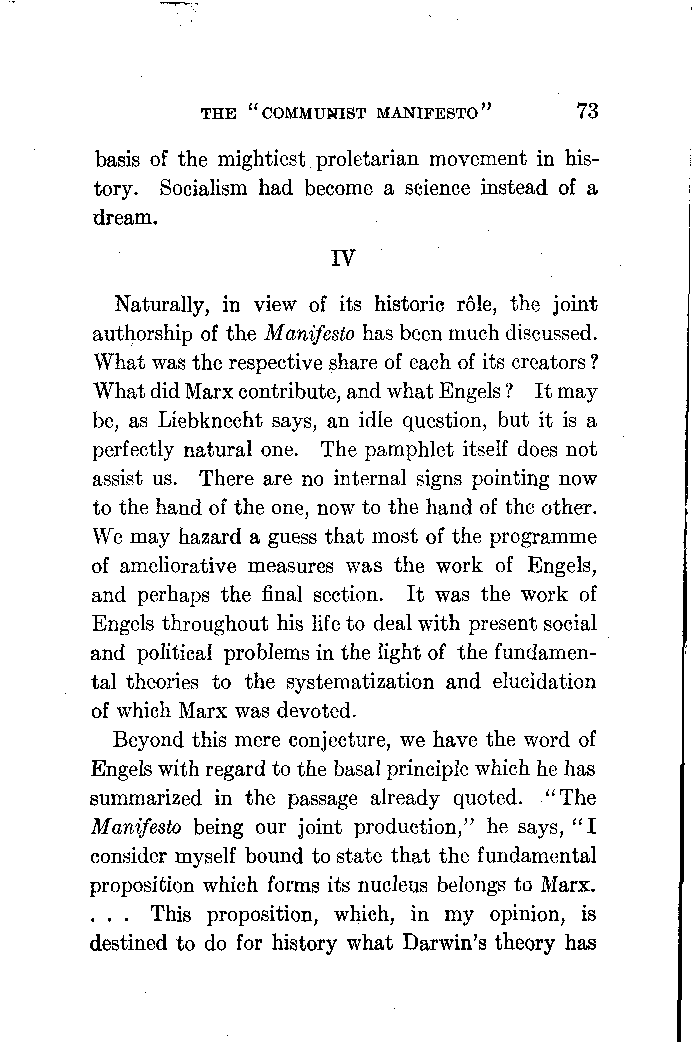 THE "COMMUNIST MANIFESTO" 73
basis of the mightiest proletarian movement in his-
tory. Socialism had become a science instead of a
dream.
IV
Naturally, in view of its historic rôle, the joint
authorship of the Manifesto has been much discussed.
What was the respective share of each of its creators?
What did Marx contribute, and what Engels? It may
be, as Liebknecht says, an idle question, but it is a
perfectly natural one. The pamphlet itself does not
assist us. There are no internal signs pointing now
to the hand of the one, now to the hand of the other.
We may hazard a guess that most of the programme
of ameliorative measures was the work of Engels,
and perhaps the final section. It was the work of
Engels throughout his life to deal with present social
and political problems in the light of the fundamen-
tal theories to the systematization and elucidation
of which Marx was devoted.
Beyond this mere conjecture, we have the word of
Engels with regard to the basal principle which he has
summarized in the passage already quoted. "The
Manifesto being our joint production," he says, "I
consider myself bound to state that the fundamental
proposition which forms its nucleus belongs to Marx.
. . . This proposition, which, in my opinion, is
destined to do for history what Darwin's theory has